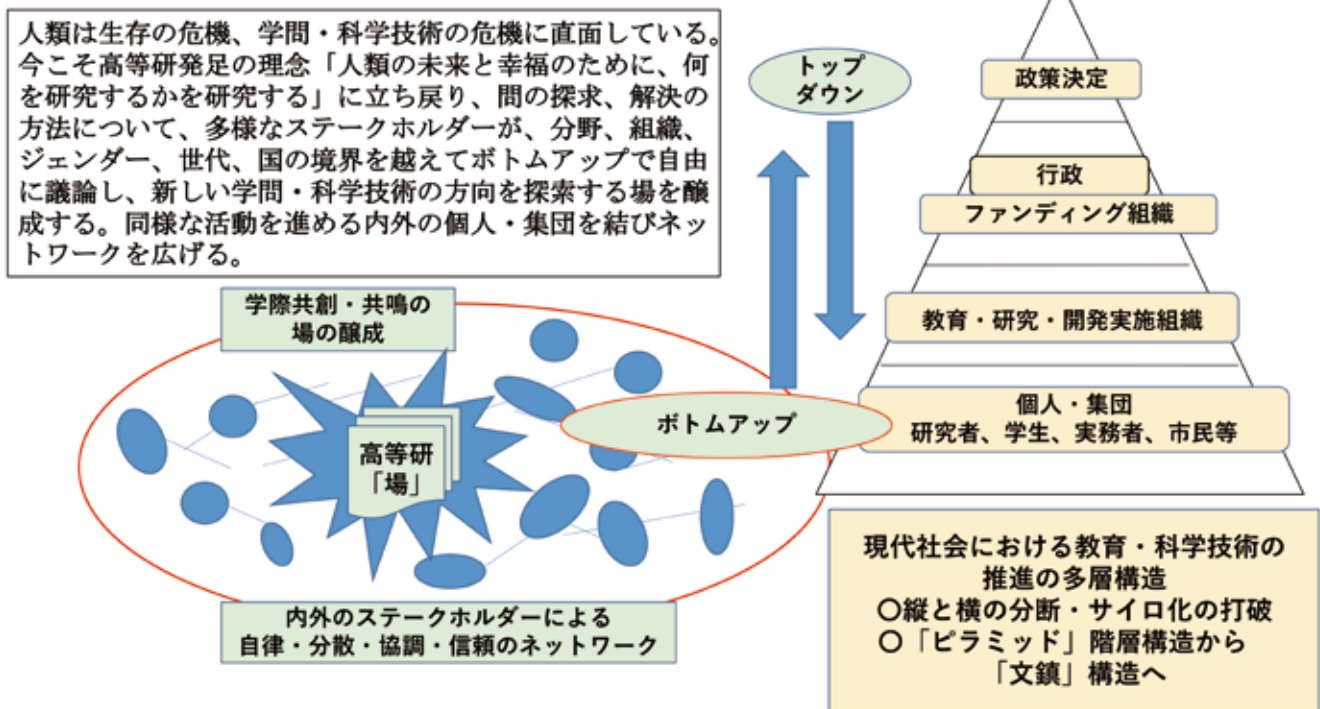 人類は生存の危機、学問・科学技術の危機に直面している。
今こそ高等研発足の理念「人類の未来と幸福のために、何
を研究するかを研究する」に立ち戻り、問の探求、解決の
方法について、多様なステークホルダーが、分野、組織、
ジェンダー、世代、国の境界を越えてボトムアップで自由
に議論し、新しい学問・科学技術の方向を探索する場を醸
成する。同様な活動を進める内外の個人・集団を結びネッ
トワークを広げる。
トップ
ダウン
政策決定
行政
ファンディング組織
教育・研究・開発実施組織
個人・集団
研究者、学生、実務者、市民等
学際共創・共鳴の
場の醸成
高等研
「場」
ボトムアップ
内外のステークホルダーによる
自律・分散・協調・信頼のネットワーク
現代社会における教育・科学技術の
推進の多層構造
〇縦と横の分断・サイロ化の打破
〇「ピラミッド」階層構造から
「文鎮」構造へ